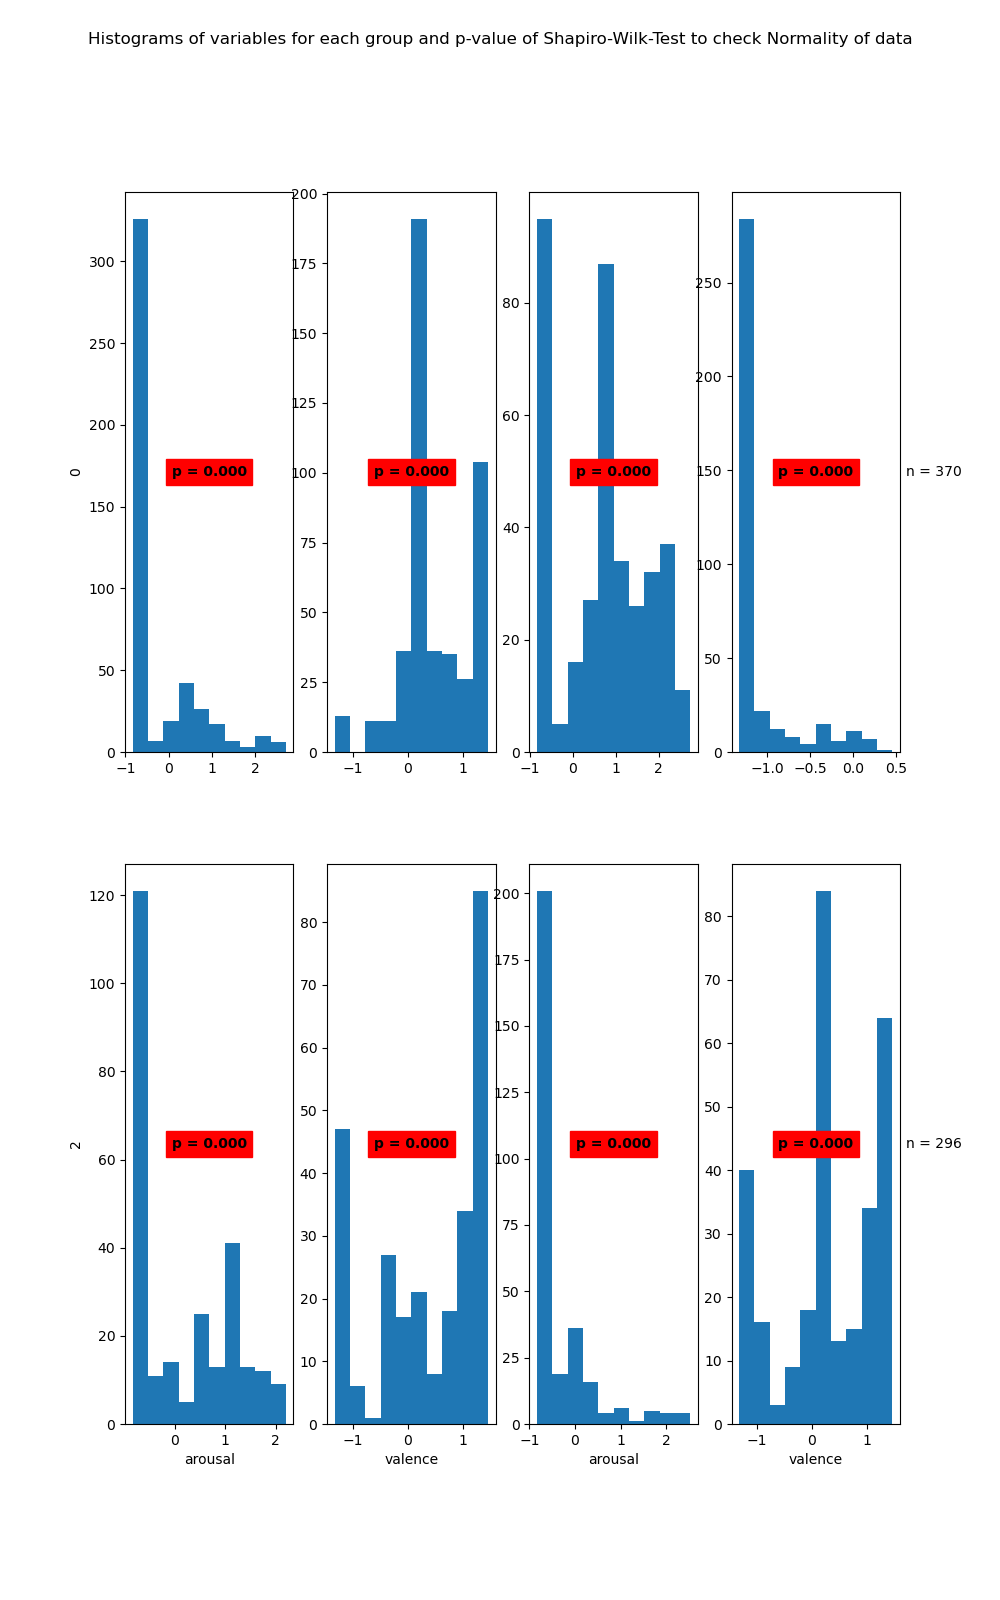 Histograms of variables for each group and p-value of Shapiro-Wilk-Test to check Normality of data
0
300
250
200
150
100
50
0
−1 0 1 2
p = 0.000
200
175
150
125
100
75
50
25
0
−1 0 1
p = 0.000
80
60
40
20
0
−1 0 1 2
p = 0.000
250
200
150
100
50
0
−1.0 −0.5 0.0 0.5
p = 0.000
n = 370
2
120
100
80
60
40
20
0
0 1 2
arousal
p = 0.000
80
70
60
50
40
30
20
10
0
−1 0 1
valence
p = 0.000
200
175
150
125
100
75
50
25
0
−1 0 1 2
arousal
p = 0.000
80
70
60
50
40
30
20
10
0
−1 0 1
valence
p = 0.000
n = 296